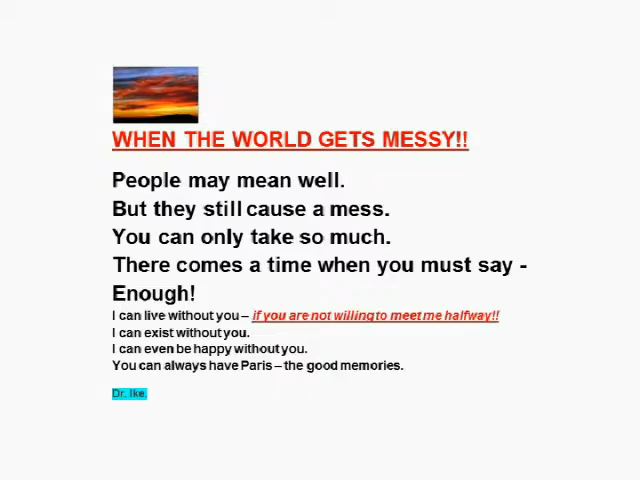 WHEN THE WORLD GETS MESSY!!
People may mean well.
But they still cause a mess.
You can only take so much.
There comes a time when you must say -
Enough!
I can live without you – if you are not willing to meet me halfway!!
I can exist without you.
I can even be happy without you.
You can always have Paris – the good memories.
Dr. Ike.